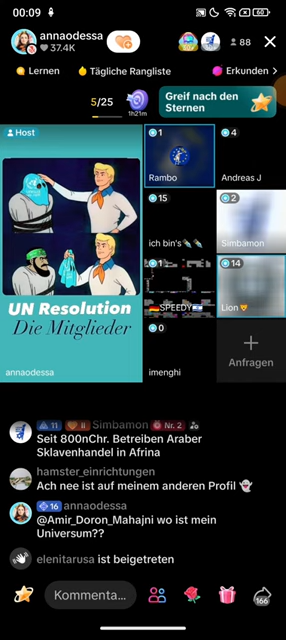 00:09
60
annaodessa
37.4K
88
Lernen
Tägliche Rangliste
Erkunden >
5/25
1h21m
Greif nach den
Sternen
Host
1
Rambo
4
Andreas J
15
ich bin's
2
Simbamon
1
SPEEDY
14
Lion
0
imenghi
+
Anfragen
UN Resolution
Die Mitglieder
annaodessa
11 II Simbamon Nr. 2
Seit 800nChr. Betreiben Araber
Sklavenhandel in Afrina
hamster_einrichtungen
Ach nee ist auf meinem anderen Profil
16 annaodessa
@Amir_Doron_Mahajni wo ist mein
Universum??
elenitarusa ist beigetreten
Kommenta...
166